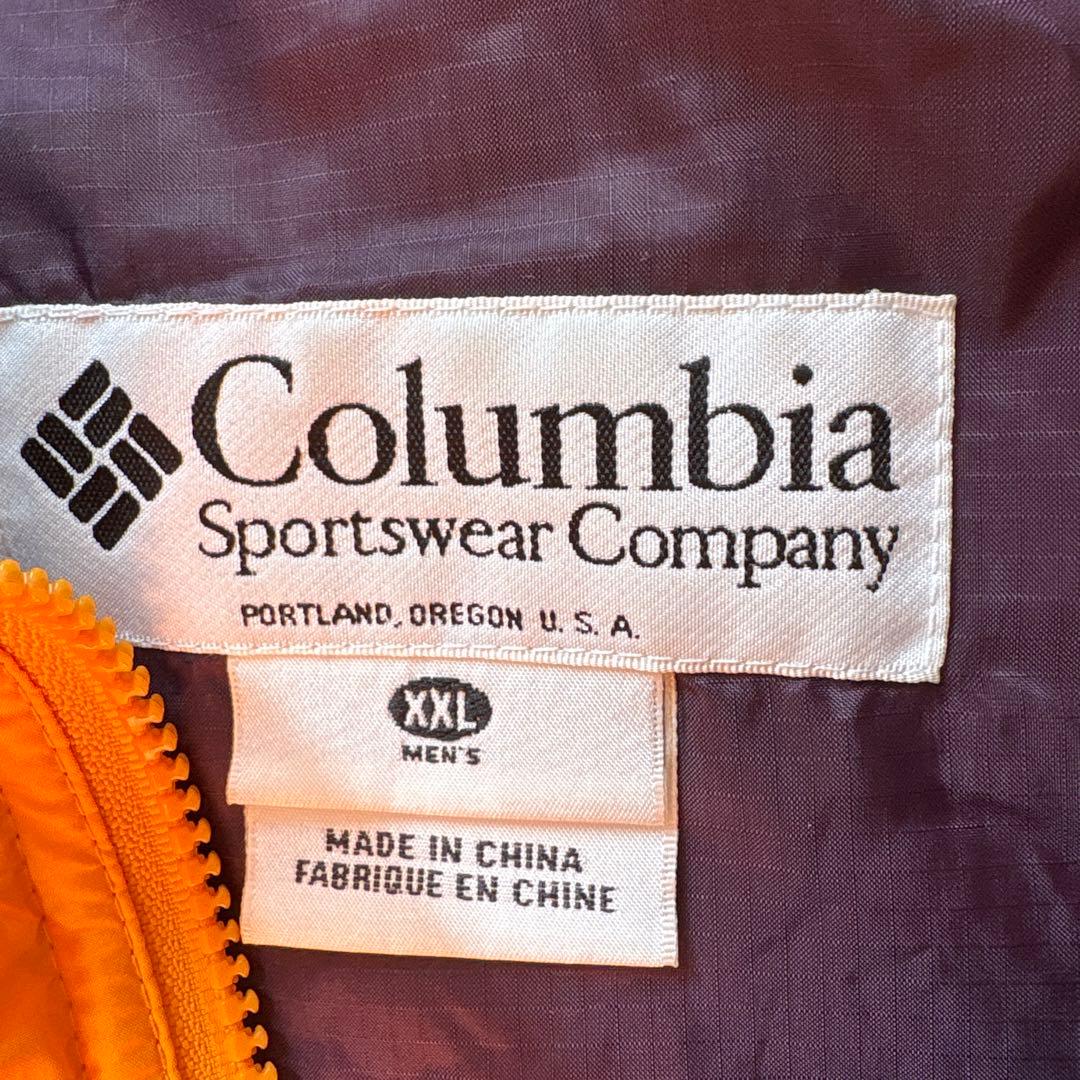 Columbia
Sportswear Company
PORTLAND, OREGON U. S. A.
XXL
MEN'S
MADE IN CHINA
FABRIQUE EN CHINE